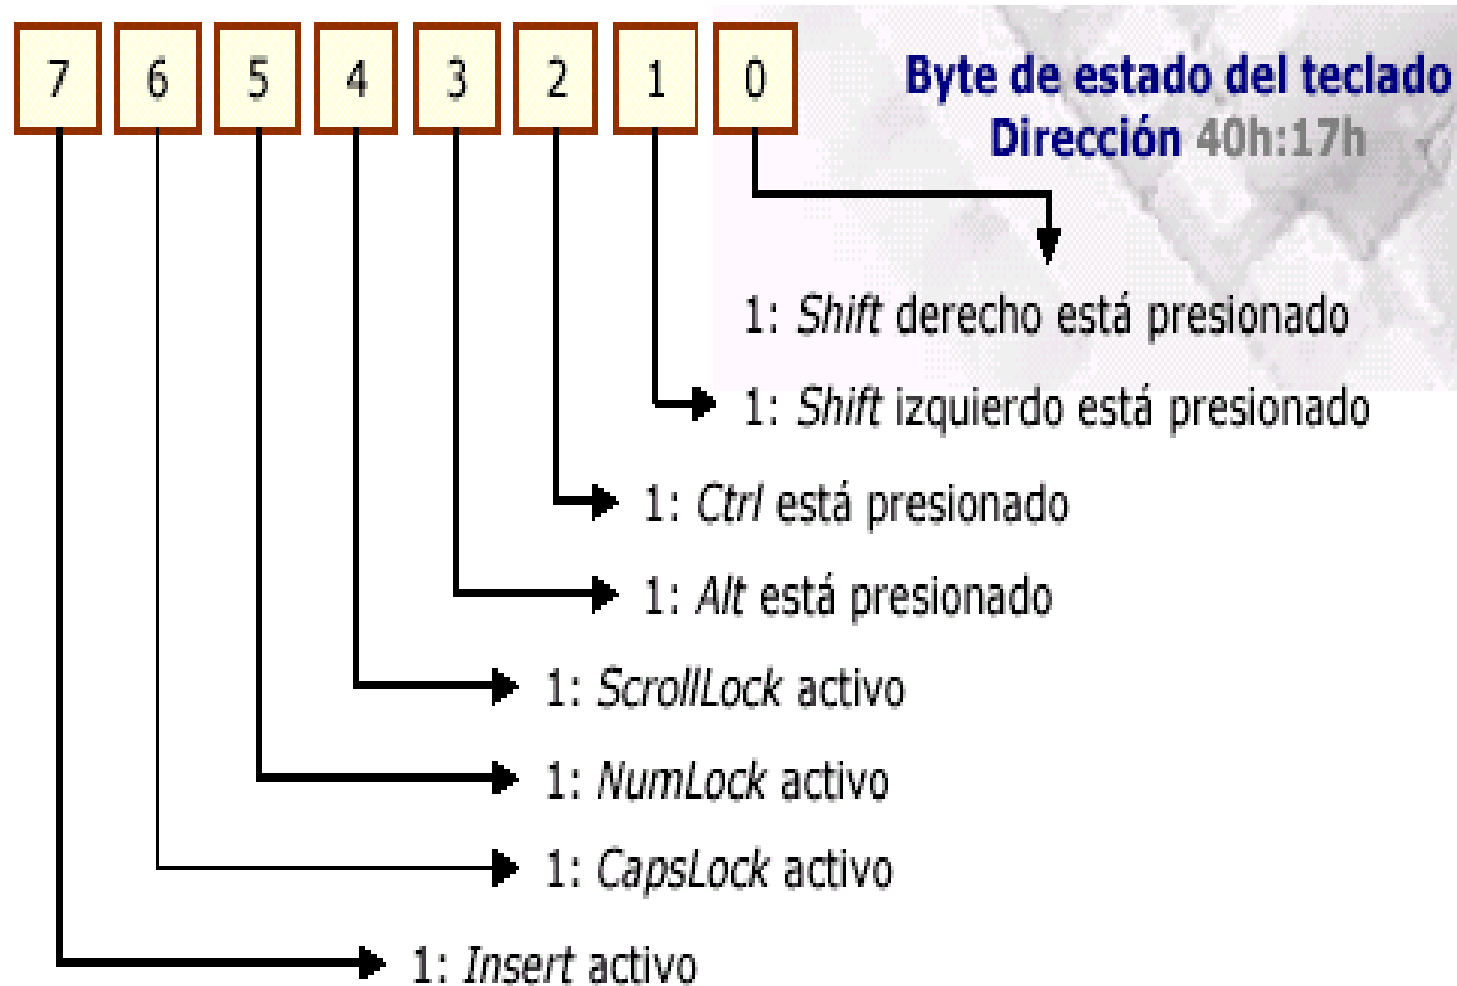 7 6 5 4 3 2 1 0
Byte de estado del teclado
Dirección 40h:17h
1: Shift derecho está presionado
1: Shift izquierdo está presionado
1: Ctrl está presionado
1: Alt está presionado
1: ScrollLock activo
1: NumLock activo
1: CapsLock activo
1: Insert activo